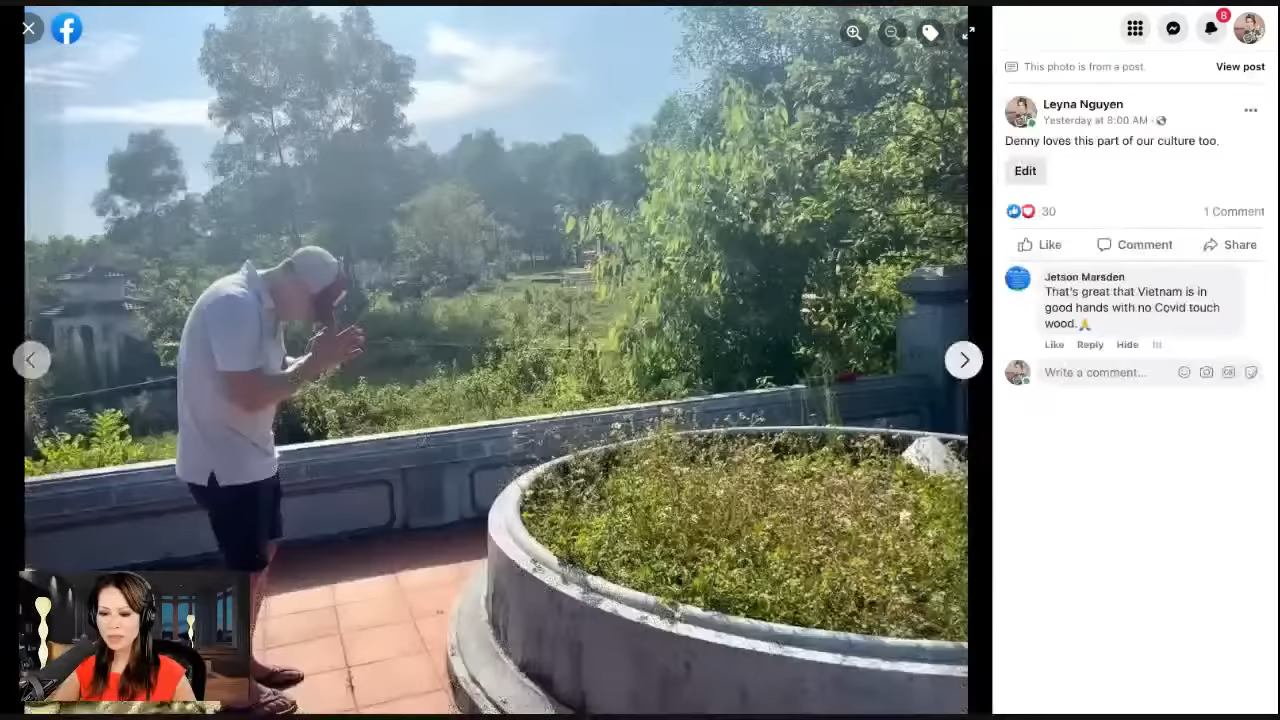 8
This photo is from a post.
View post
Leyna Nguyen
Yesterday at 8:00 AM ·
Denny loves this part of our culture too.
Edit
30
1 Comment
Like
Comment
Share
Jetson Marsden
That's great that Vietnam is in
good hands with no Covid touch
wood.🙏
Like Reply Hide 1h
Write a comment...
GIF